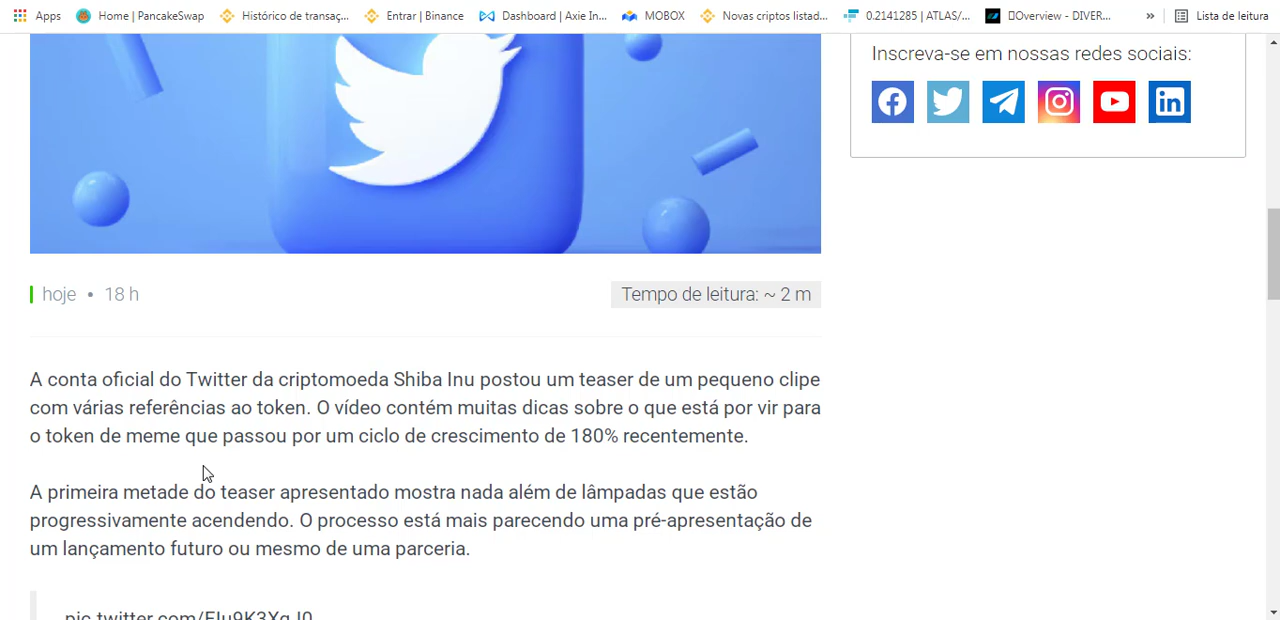 Apps
Home | PancakeSwap
Histórico de transaç...
Entrar | Binance
Dashboard | Axie In...
MOBOX
Novas criptos listad...
0.2141285 | ATLAS/...
Overview - DIVER...
»
Lista de leitura
Inscreva-se em nossas redes sociais:
hoje • 18 h
Tempo de leitura: ~ 2 m
A conta oficial do Twitter da criptomoeda Shiba Inu postou um teaser de um pequeno clipe
com várias referências ao token. O vídeo contém muitas dicas sobre o que está por vir para
o token de meme que passou por um ciclo de crescimento de 180% recentemente.
A primeira metade do teaser apresentado mostra nada além de lâmpadas que estão
progressivamente acendendo. O processo está mais parecendo uma pré-apresentação de
um lançamento futuro ou mesmo de uma parceria.